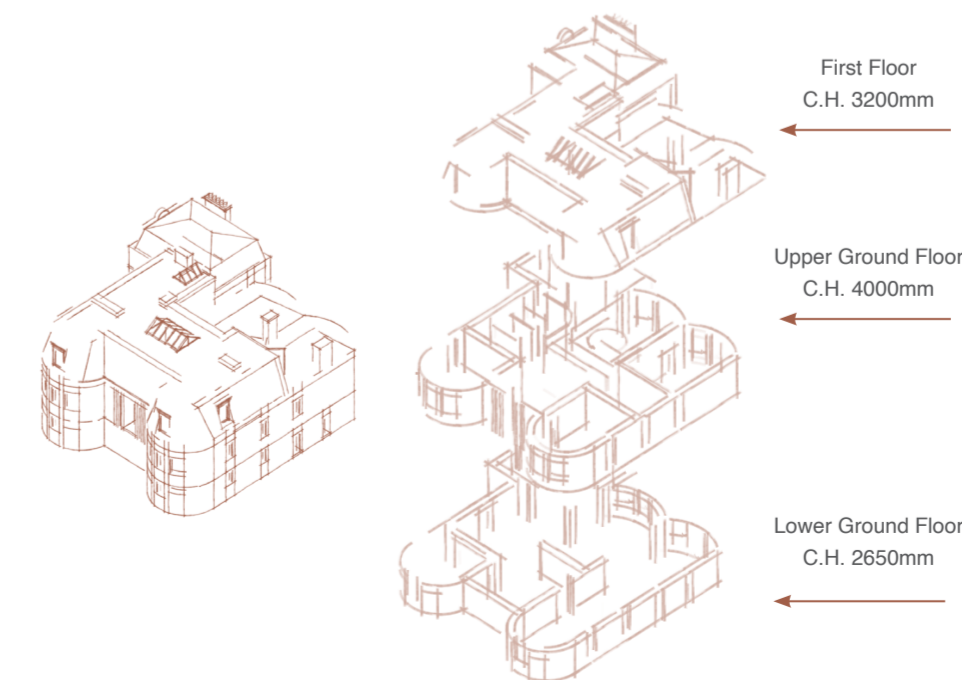 First Floor
C.H. 3200mm
Upper Ground Floor
C.H. 4000mm
Lower Ground Floor
C.H. 2650mm